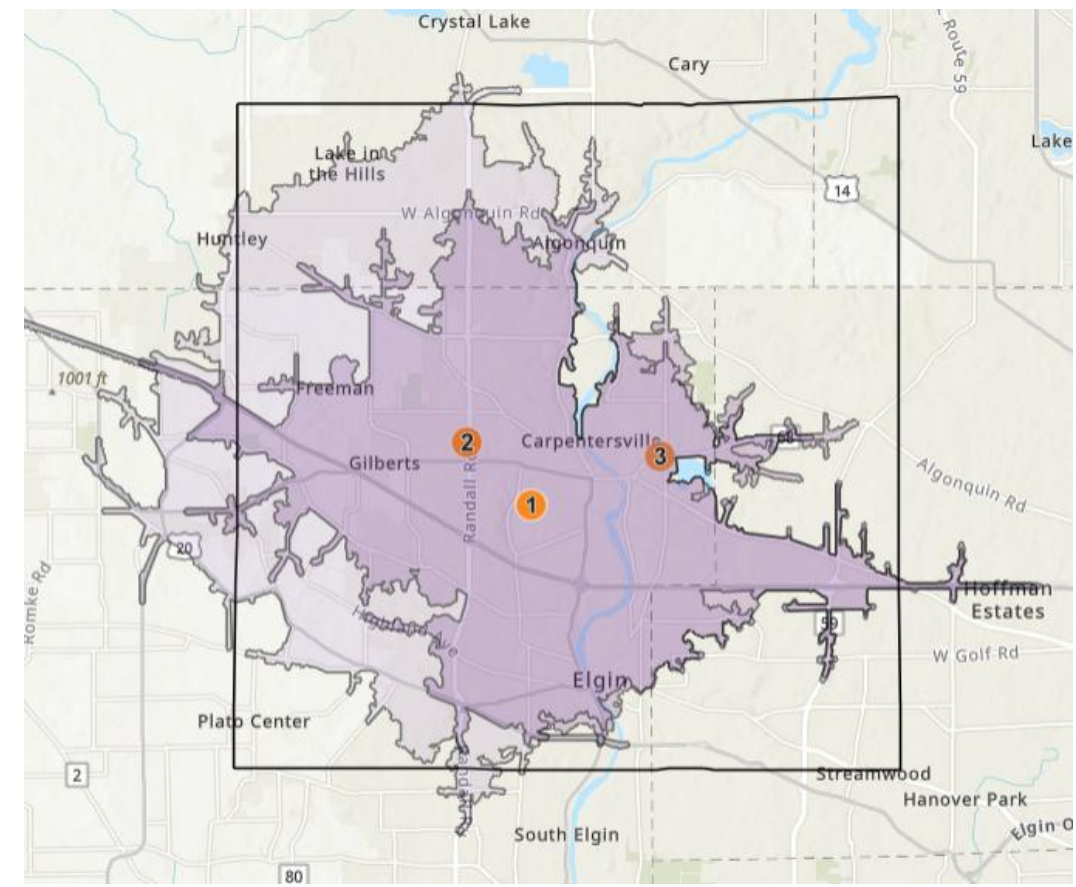 Crystal Lake
Cary
Route 59
Lake
Lake in
the Hills
14
W Algonquin Rd
Huntley
Algonquin
1001 ft
Freeman
2
Carpentersville
68
3
Gilberts
Randall Rd
Algonquin Rd
1
20
Romke Rd
Hoffman
Estates
59
W Golf Rd
Elgin
Plato Center
2
Streamwood
Hanover Park
South Elgin
Elgin O
80